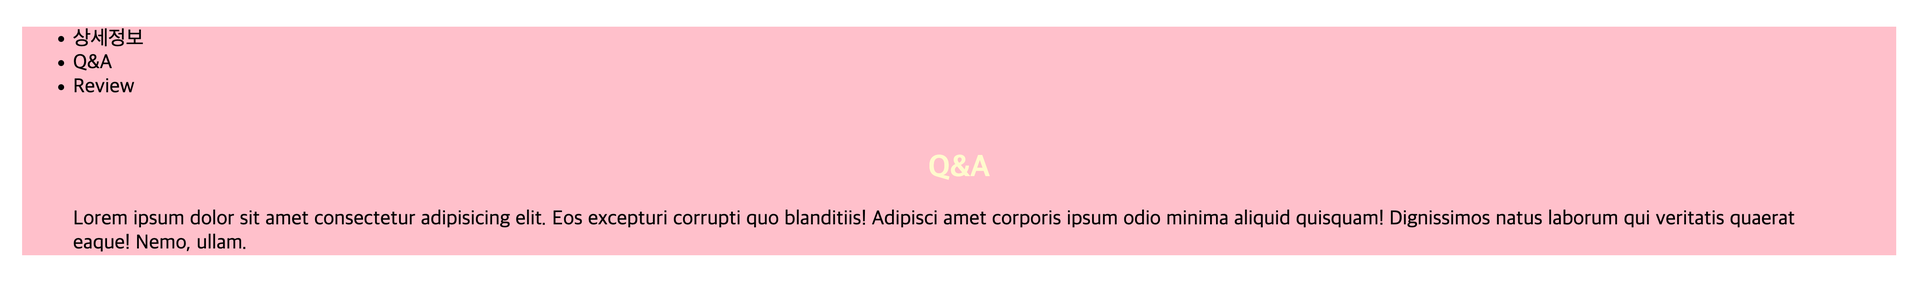 상세정보
Q&A
Review
Q&A
Lorem ipsum dolor sit amet consectetur adipisicing elit. Eos excepturi corrupti quo blanditiis! Adipisci amet corporis ipsum odio minima aliquid quisquam! Dignissimos natus laborum qui veritatis quaerat
eaque! Nemo, ullam.